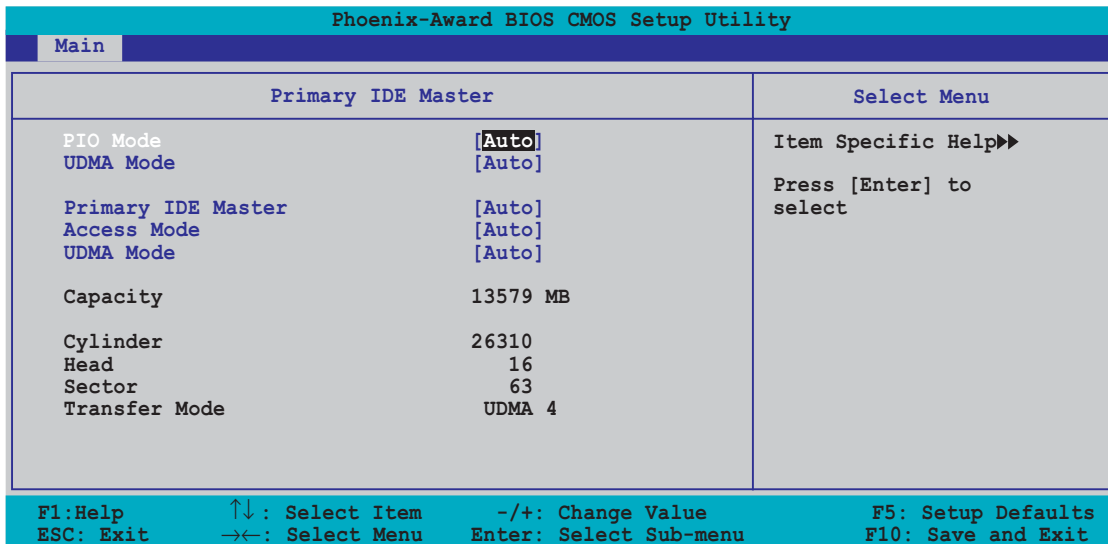 Phoenix-Award BIOS CMOS Setup Utility
Main
Primary IDE Master
Select Menu
PIO Mode [Auto]
UDMA Mode [Auto]
Primary IDE Master [Auto]
Access Mode [Auto]
UDMA Mode [Auto]
Capacity 13579 MB
Cylinder 26310
Head 16
Sector 63
Transfer Mode UDMA 4
Item Specific Help▶▶
Press [Enter] to
select
F1:Help ↑↓: Select Item -/+: Change Value F5: Setup Defaults
ESC: Exit →←: Select Menu Enter: Select Sub-menu F10: Save and Exit